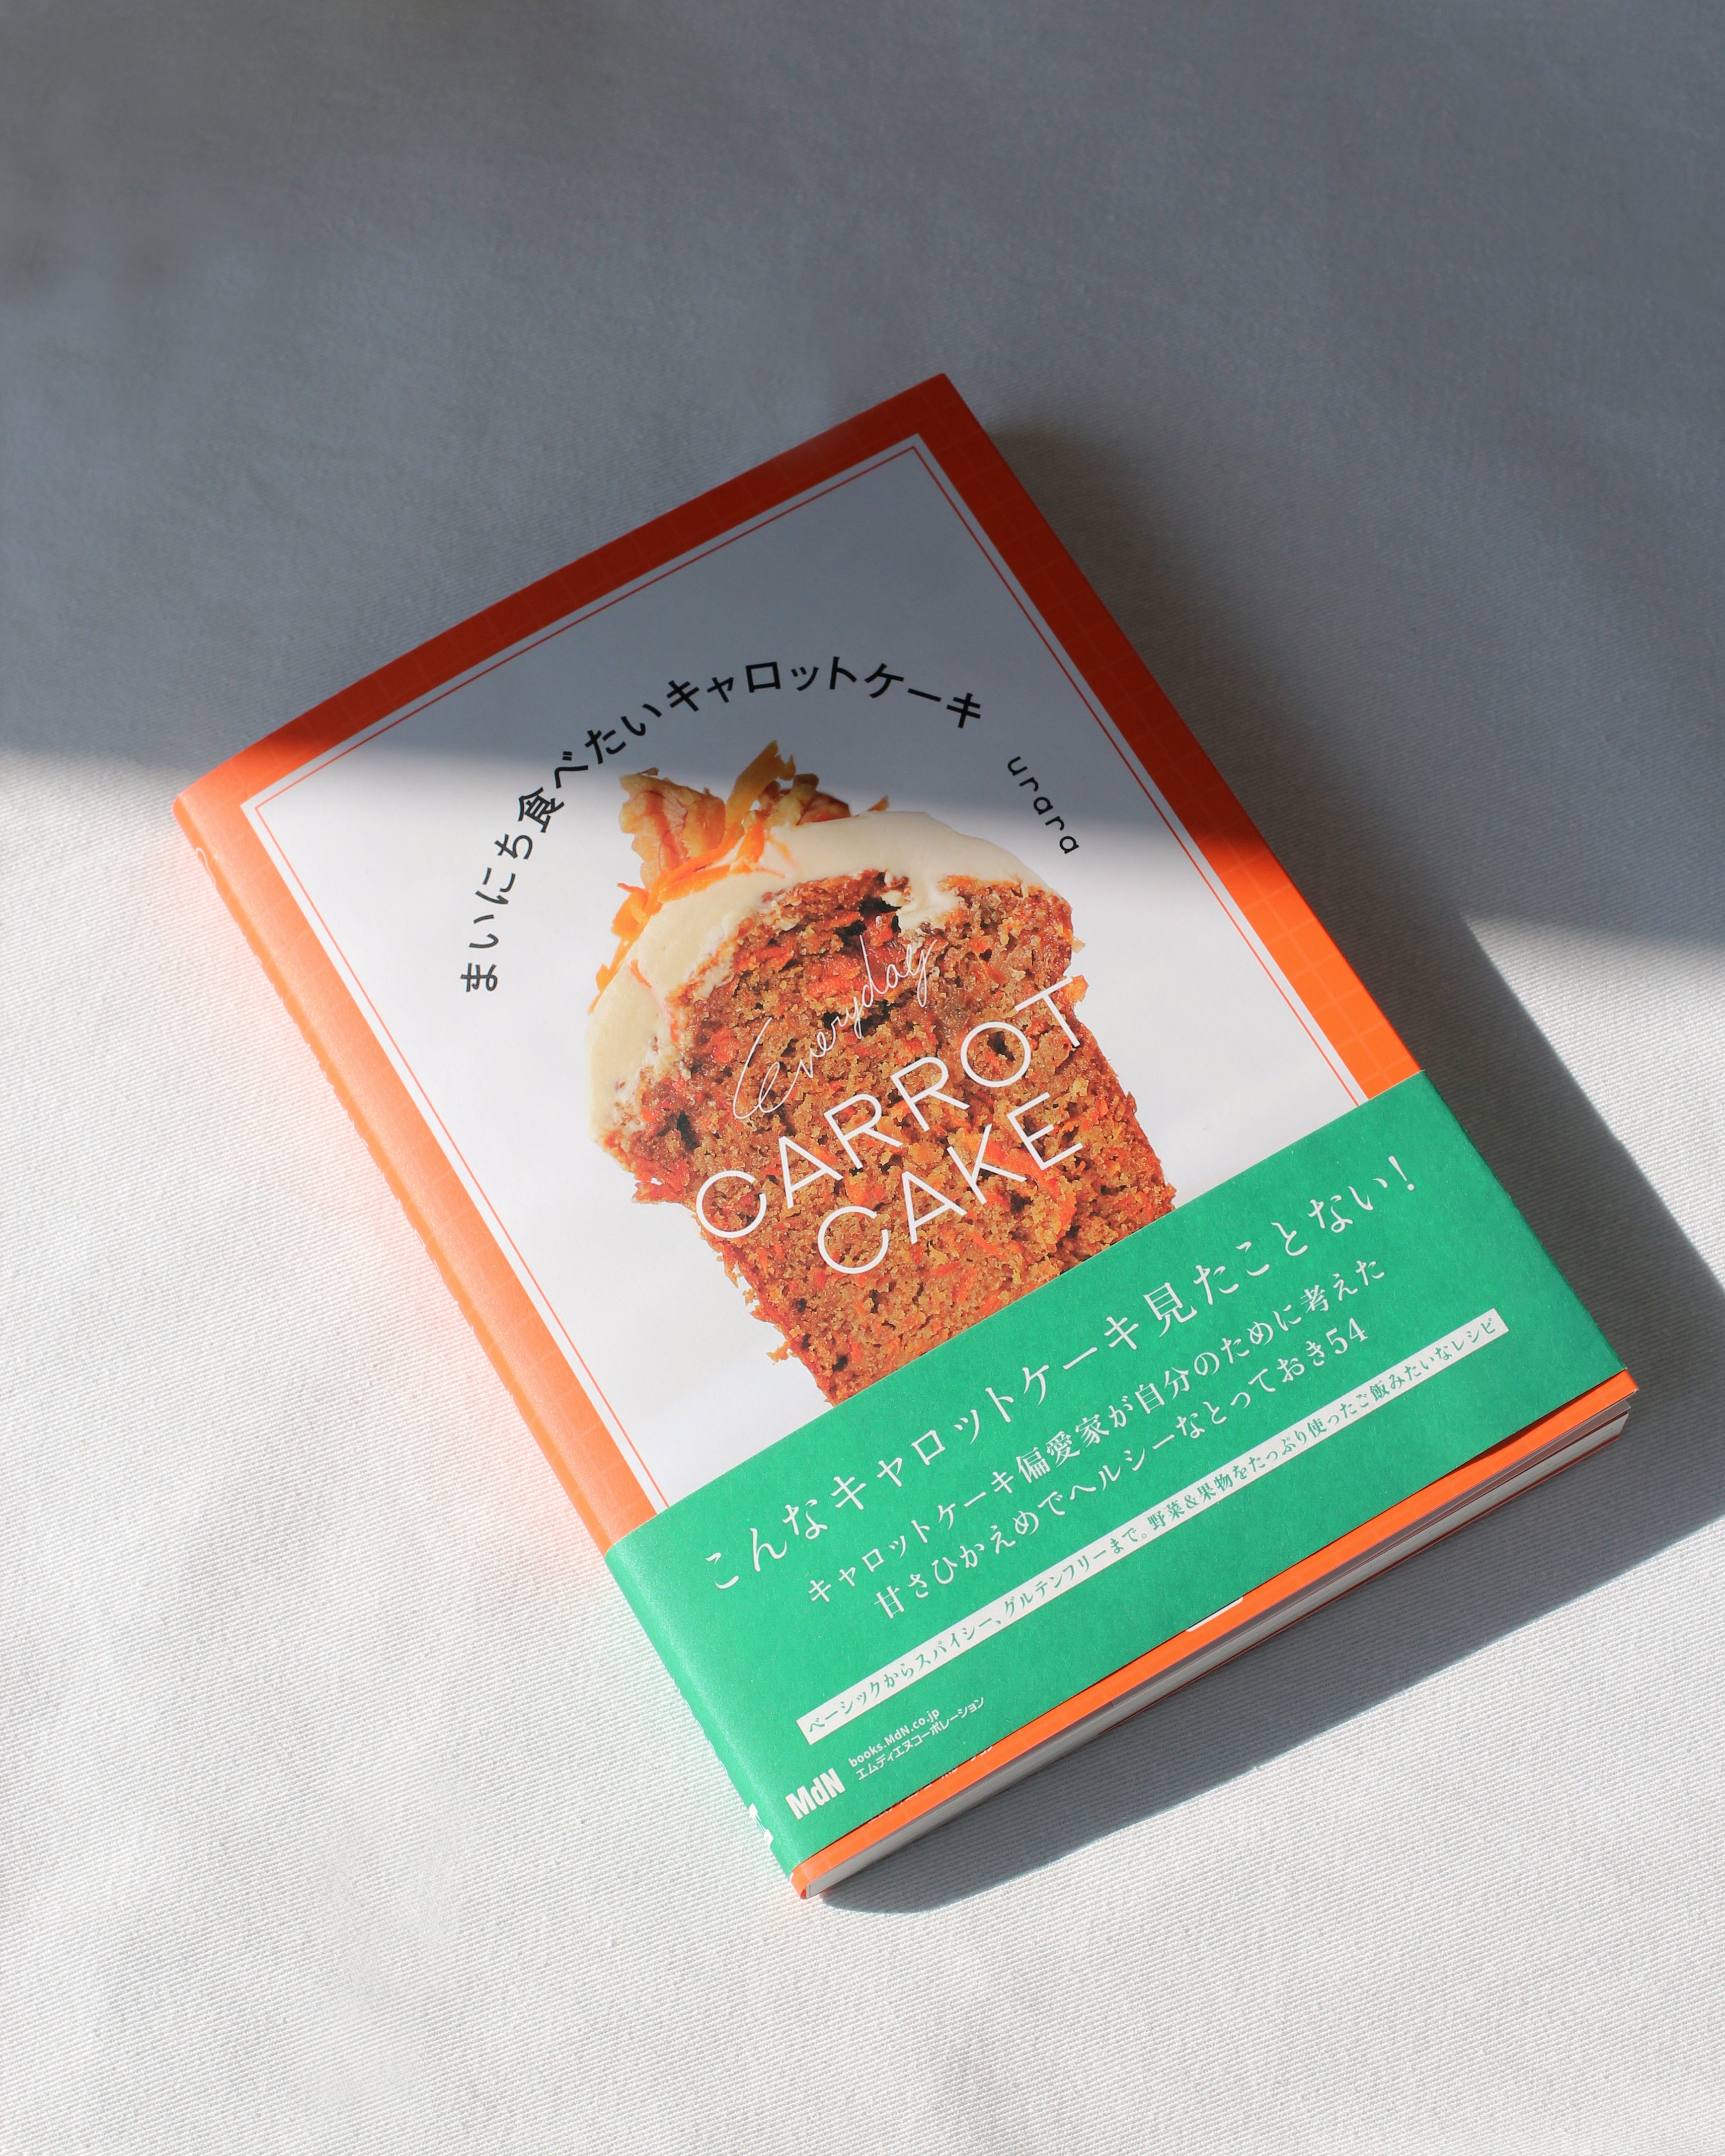 まいにち食べたいキャロットケーキ
urara
Everyday
CARROT
CAKE
こんなキャロットケーキ見たことない！
キャロットケーキ偏愛家が自分のために考えた
甘さひかえめでヘルシーなとっておき54
ベーシックからスパイシー、グルテンフリーまで。野菜&果物をたっぷり使ったご飯みたいなレシピ
MdN
books.MdN.co.jp
エムディエヌコーポレーション